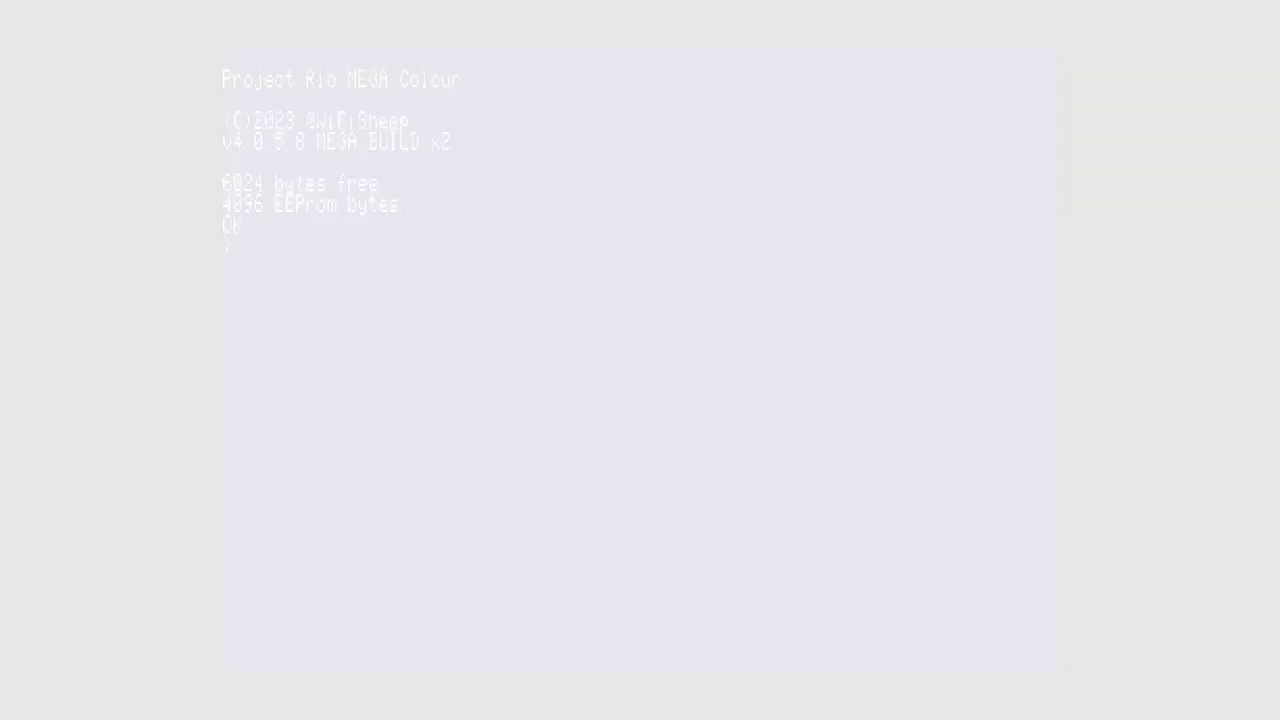 Project Rio MEGA Colour
(C)2023 @WiFiSheep
v4.0.5.8 MEGA BUILD x2
6024 bytes free
4096 EEProm bytes
Ok
>